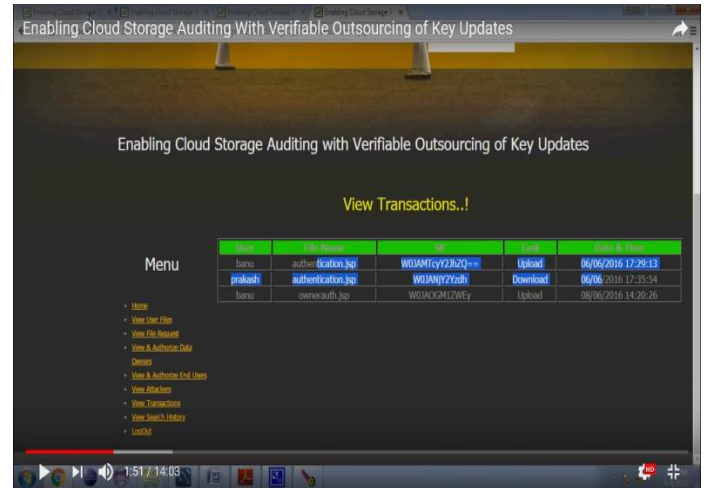 Enabling Cloud Storage Auditing With Verifiable Outsourcing of Key Updates
Enabling Cloud Storage Auditing with Verifiable Outsourcing of Key Updates
View Transactions..!
Menu
User File Name SK Task Date & Time
banu authentication.jsp W0JAMTcyY2JhZQ== Upload 06/06/2016 17:29:13
prakash authentication.jsp W0JANjY2Yzdh Download 06/06/2016 17:35:54
banu ownerauth.jsp W0JAOGM1ZWEy Upload 08/06/2016 14:20:26
Home
View User Files
View File Request
View & Authorize Data
Owners
View & Authorize End Users
View Attackers
View Transactions
View Search History
LogOut
1:51 / 14:03
HD